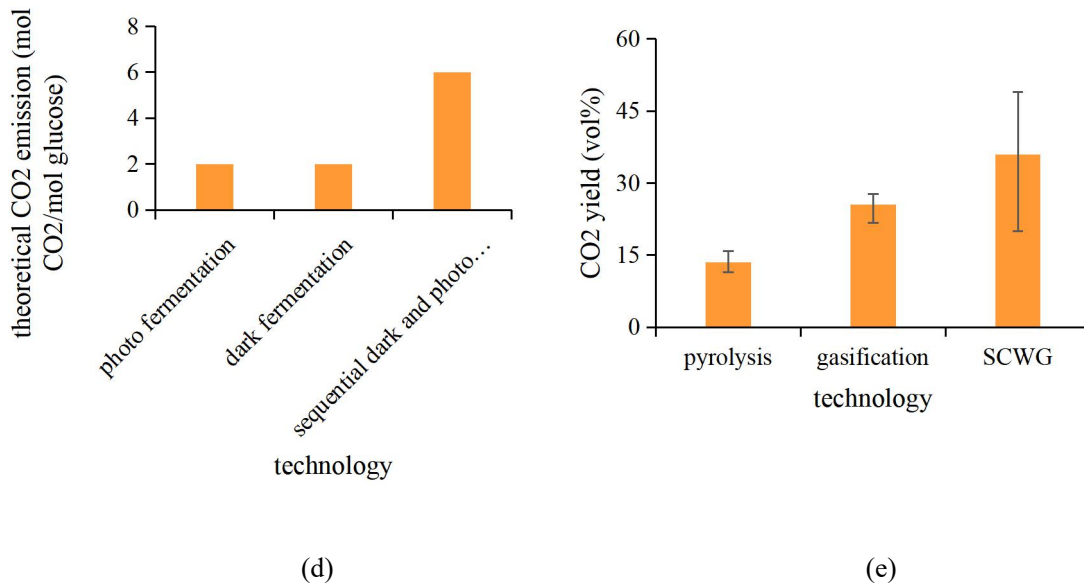 theoretical CO2 emission (mol
CO2/mol glucose)
8
6
4
2
0
photo fermentation
dark fermentation
sequential dark and photo…
technology
(d)
CO2 yield (vol%)
60
45
30
15
0
pyrolysis
gasification
SCWG
technology
(e)